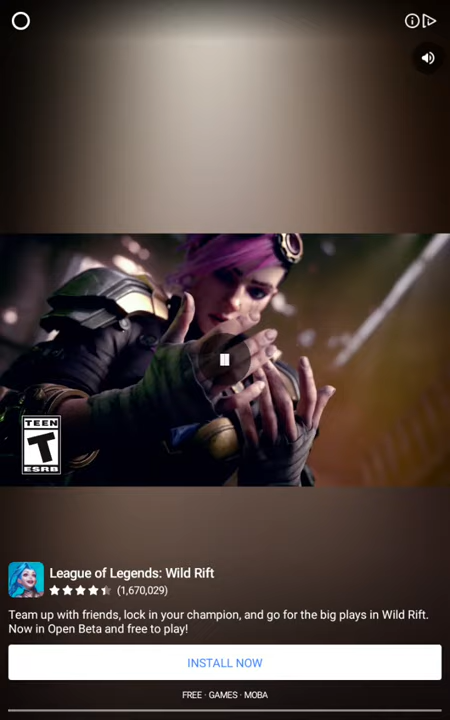 TEEN
T
ESRB
League of Legends: Wild Rift
(1,670,029)
Team up with friends, lock in your champion, and go for the big plays in Wild Rift.
Now in Open Beta and free to play!
INSTALL NOW
FREE · GAMES · MOBA